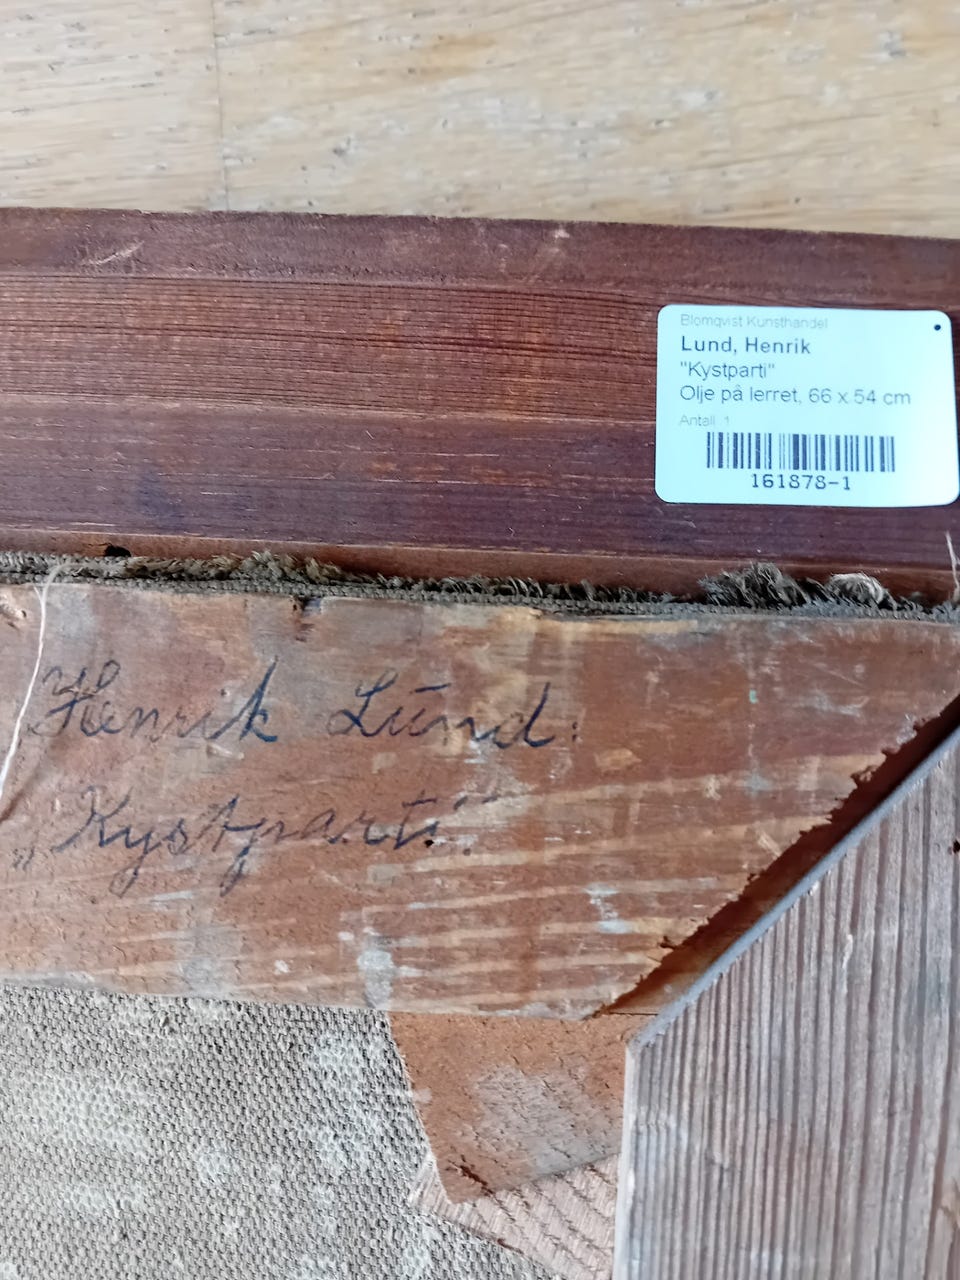 Blomqvist Kunsthandel
Lund, Henrik
"Kystparti"
Olje på lerret, 66 x 54 cm
Antall: 1
161878-1
Henrik Lund:
„Kystparti"